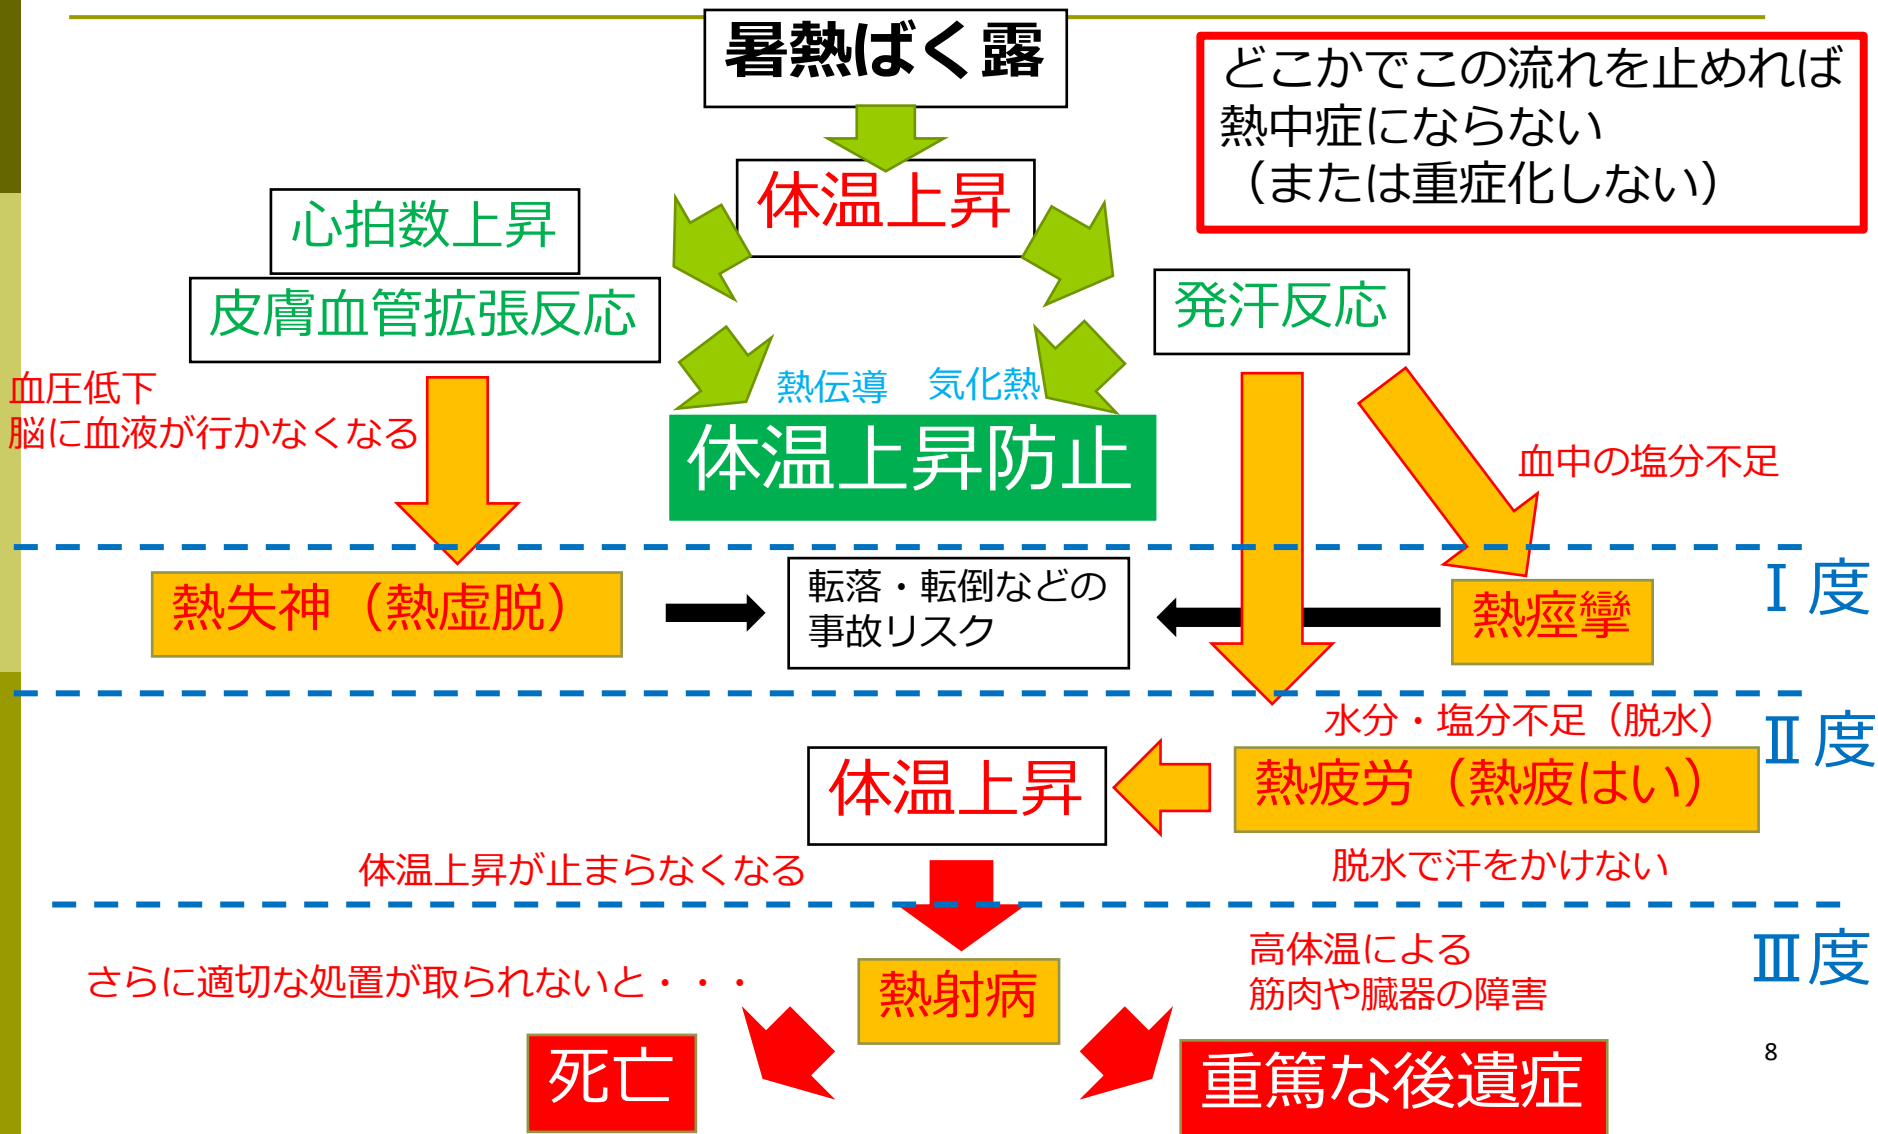 暑熱ばく露
どこかでこの流れを止めれば
熱中症にならない
（または重症化しない）
体温上昇
心拍数上昇
皮膚血管拡張反応
発汗反応
血圧低下
脳に血液が行かなくなる
熱伝導
気化熱
体温上昇防止
血中の塩分不足
Ⅰ度
熱失神（熱虚脱）
転落・転倒などの
事故リスク
熱痙攣
水分・塩分不足（脱水）
Ⅱ度
体温上昇
熱疲労（熱疲はい）
体温上昇が止まらなくなる
脱水で汗をかけない
Ⅲ度
高体温による
筋肉や臓器の障害
さらに適切な処置が取られないと・・・
熱射病
死亡
重篤な後遺症
8